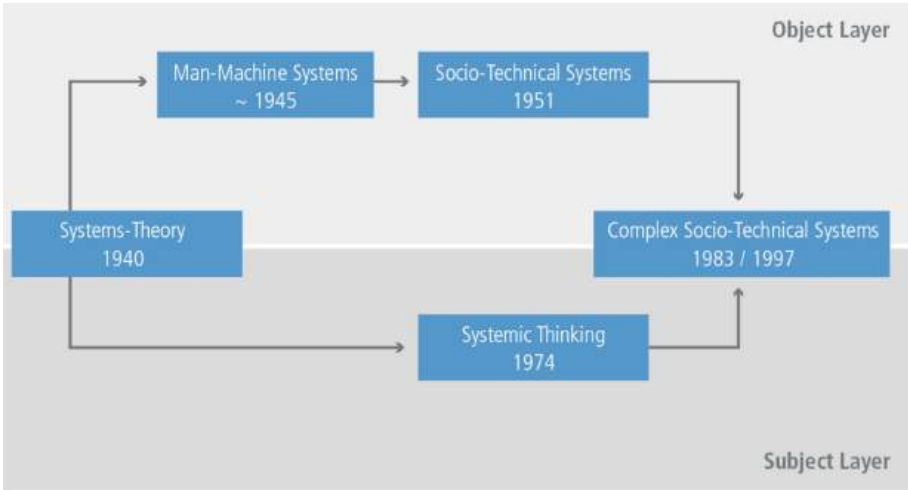 Object Layer
Man-Machine Systems
~ 1945
Socio-Technical Systems
1951
Systems-Theory
1940
Complex Socio-Technical Systems
1983 / 1997
Systemic Thinking
1974
Subject Layer